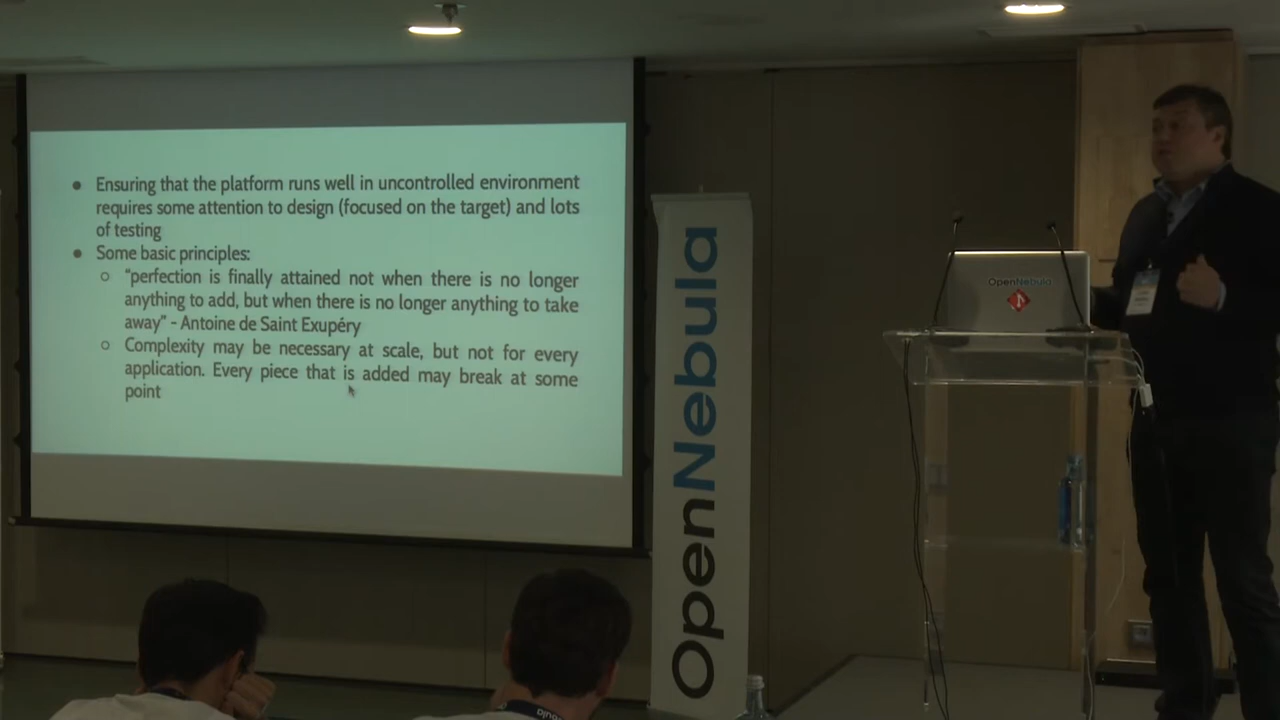 Ensuring that the platform runs well in uncontrolled environment
requires some attention to design (focused on the target) and lots
of testing
Some basic principles:
"perfection is finally attained not when there is no longer
anything to add, but when there is no longer anything to take
away" - Antoine de Saint Exupéry
Complexity may be necessary at scale, but not for every
application. Every piece that is added may break at some
point
OpenNebula
OpenNebula